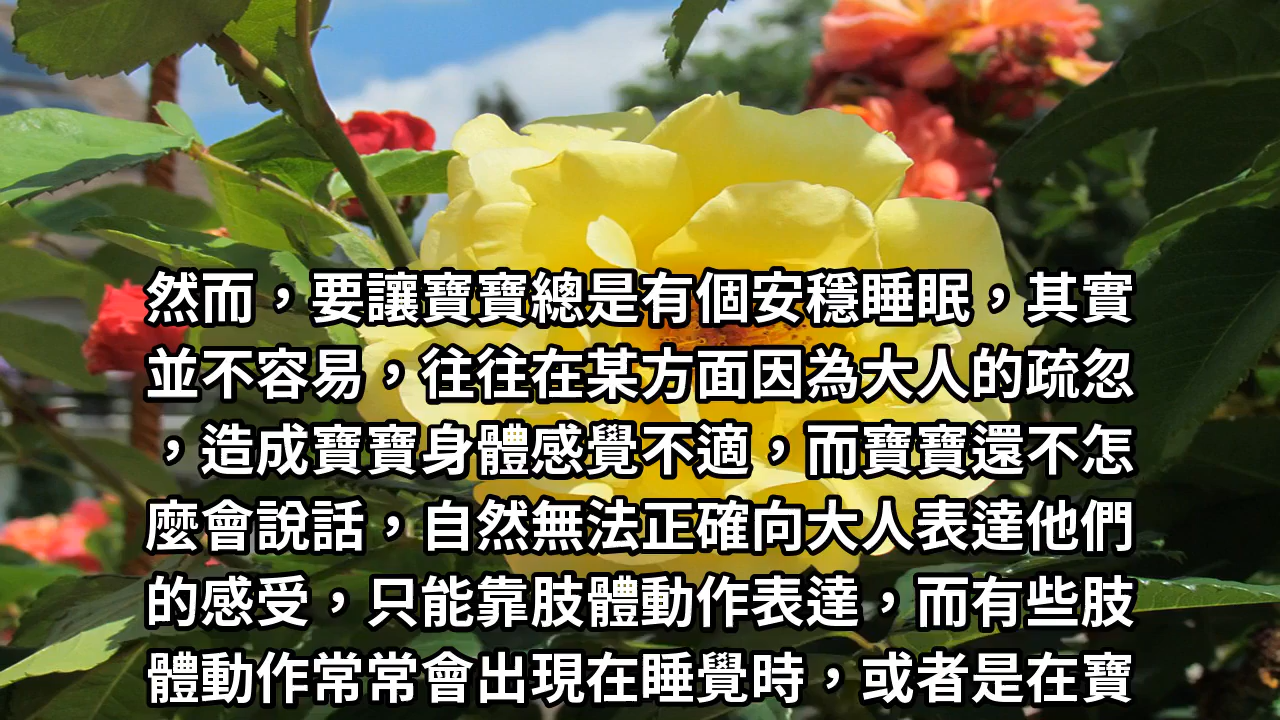 然而，要讓寶寶總是有個安穩睡眠，其實
並不容易，往往在某方面因為大人的疏忽
，造成寶寶身體感覺不適，而寶寶還不怎
麼會說話，自然無法正確向大人表達他們
的感受，只能靠肢體動作表達，而有些肢
體動作常常會出現在睡覺時，或者是在寶